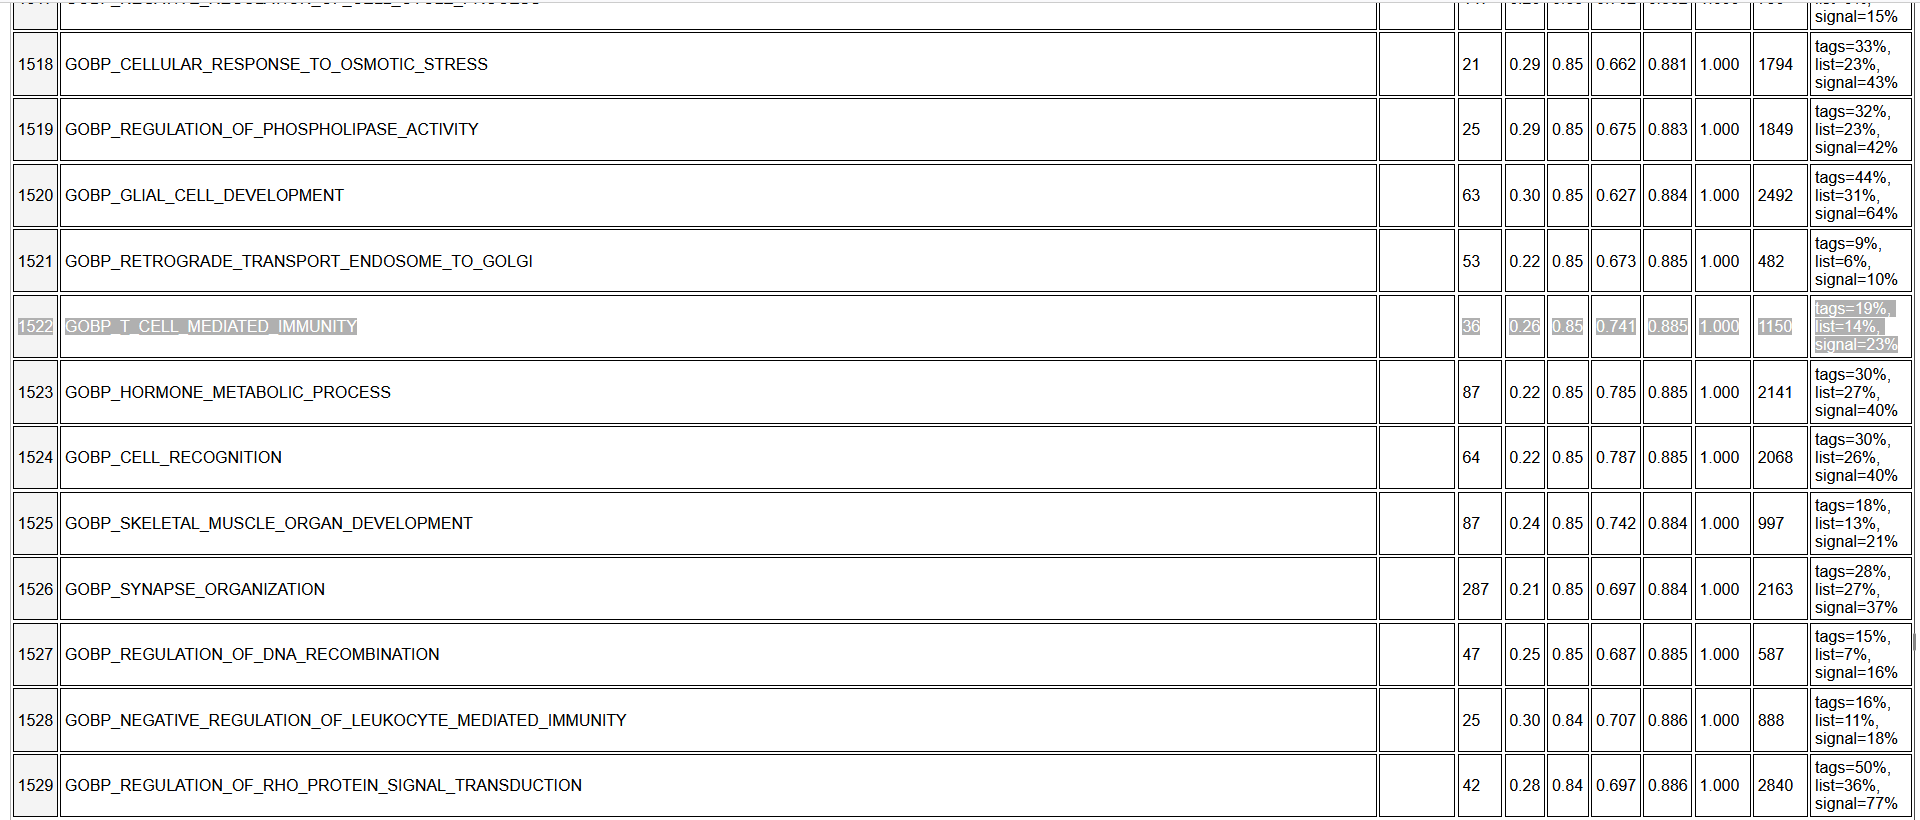 signal=15%
1518 GOBP_CELLULAR_RESPONSE_TO_OSMOTIC_STRESS 21 0.29 0.85 0.662 0.881 1.000 1794 tags=33%,
list=23%,
signal=43%
1519 GOBP_REGULATION_OF_PHOSPHOLIPASE_ACTIVITY 25 0.29 0.85 0.675 0.883 1.000 1849 tags=32%,
list=23%,
signal=42%
1520 GOBP_GLIAL_CELL_DEVELOPMENT 63 0.30 0.85 0.627 0.884 1.000 2492 tags=44%,
list=31%,
signal=64%
1521 GOBP_RETROGRADE_TRANSPORT_ENDOSOME_TO_GOLGI 53 0.22 0.85 0.673 0.885 1.000 482 tags=9%,
list=6%,
signal=10%
1522 GOBP_T_CELL_MEDIATED_IMMUNITY 36 0.26 0.85 0.741 0.885 1.000 1150 tags=19%,
list=14%,
signal=23%
1523 GOBP_HORMONE_METABOLIC_PROCESS 87 0.22 0.85 0.785 0.885 1.000 2141 tags=30%,
list=27%,
signal=40%
1524 GOBP_CELL_RECOGNITION 64 0.22 0.85 0.787 0.885 1.000 2068 tags=30%,
list=26%,
signal=40%
1525 GOBP_SKELETAL_MUSCLE_ORGAN_DEVELOPMENT 87 0.24 0.85 0.742 0.884 1.000 997 tags=18%,
list=13%,
signal=21%
1526 GOBP_SYNAPSE_ORGANIZATION 287 0.21 0.85 0.697 0.884 1.000 2163 tags=28%,
list=27%,
signal=37%
1527 GOBP_REGULATION_OF_DNA_RECOMBINATION 47 0.25 0.85 0.687 0.885 1.000 587 tags=15%,
list=7%,
signal=16%
1528 GOBP_NEGATIVE_REGULATION_OF_LEUKOCYTE_MEDIATED_IMMUNITY 25 0.30 0.84 0.707 0.886 1.000 888 tags=16%,
list=11%,
signal=18%
1529 GOBP_REGULATION_OF_RHO_PROTEIN_SIGNAL_TRANSDUCTION 42 0.28 0.84 0.697 0.886 1.000 2840 tags=50%,
list=36%,
signal=77%